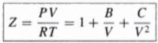 Z = PV/RT = 1 + B/V + C/V²